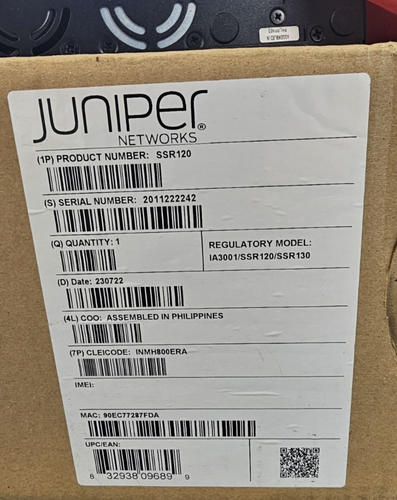 JUNIPER
NETWORKS®
(1P) PRODUCT NUMBER: SSR120
(S) SERIAL NUMBER: 2011222242
(Q) QUANTITY: 1
REGULATORY MODEL:
IA3001/SSR120/SSR130
(D) Date: 230722
(4L) COO: ASSEMBLED IN PHILIPPINES
(7P) CLEICODE: INMH800ERA
IMEI:
MAC: 90EC77287FDA
UPC/EAN:
8 32938 09689 9